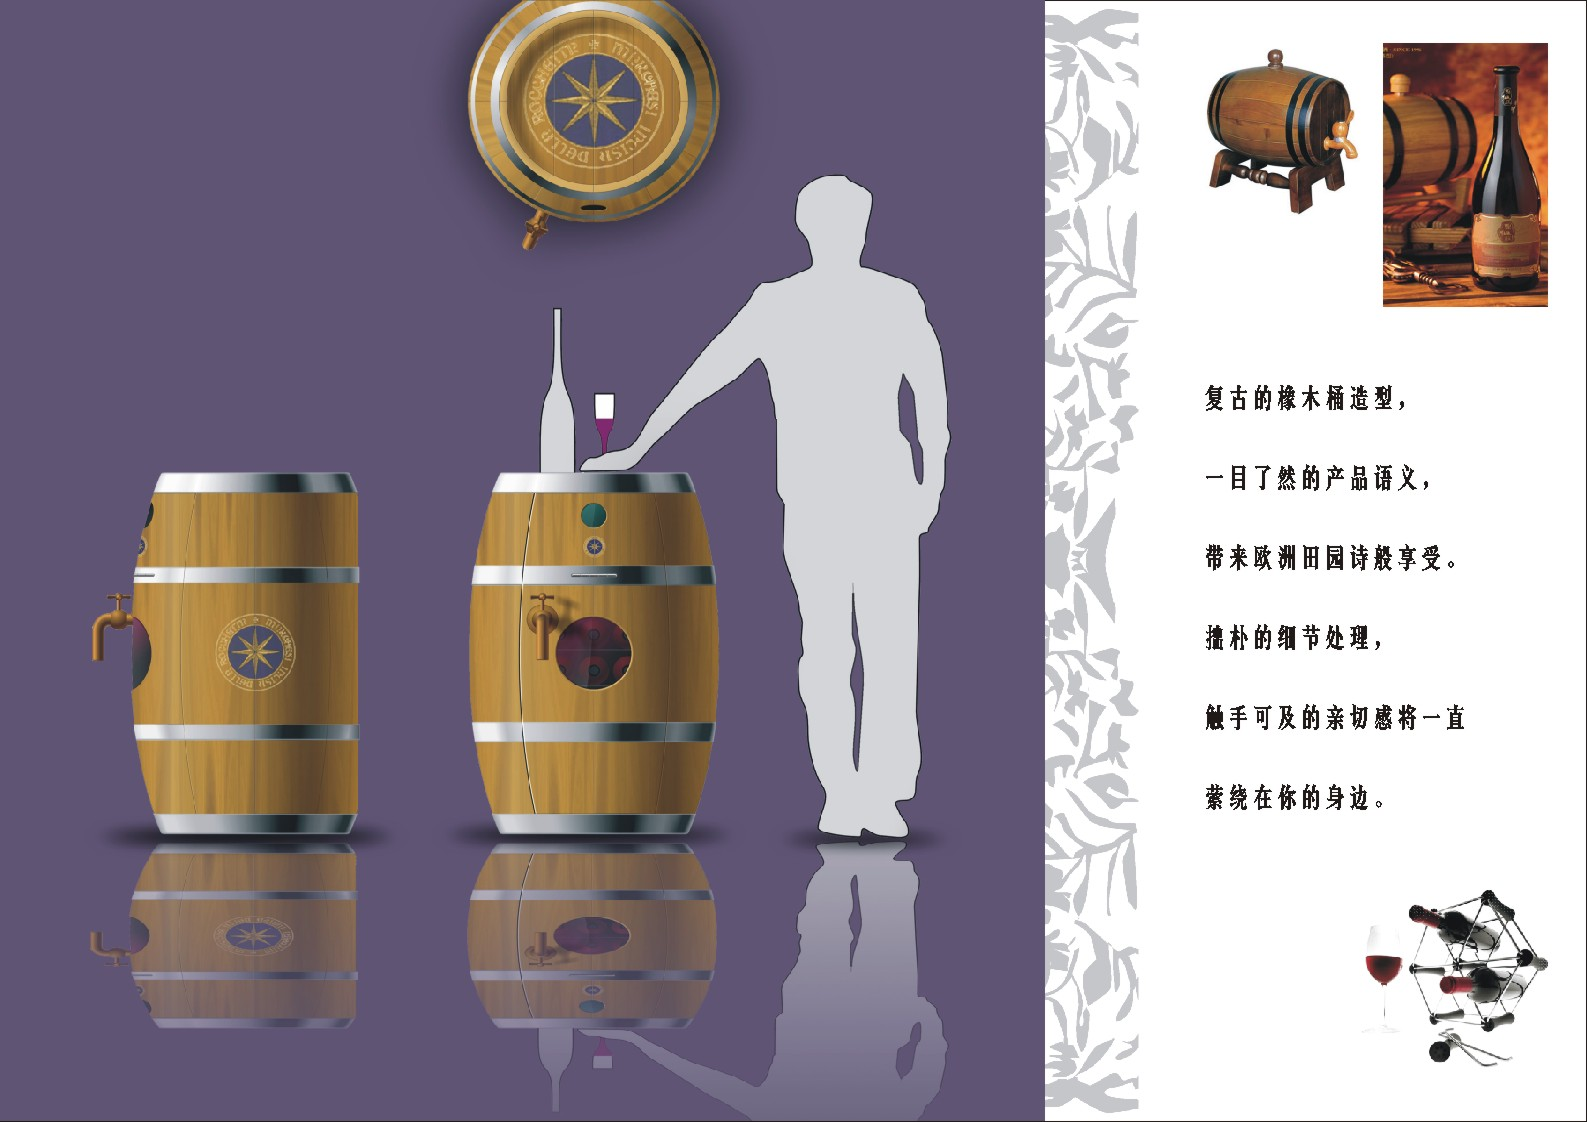 复古的橡木桶造型，
一目了然的产品语义，
带来欧洲田园诗般享受。
拙朴的细节处理，
触手可及的亲切感将一直
萦绕在你的身边。